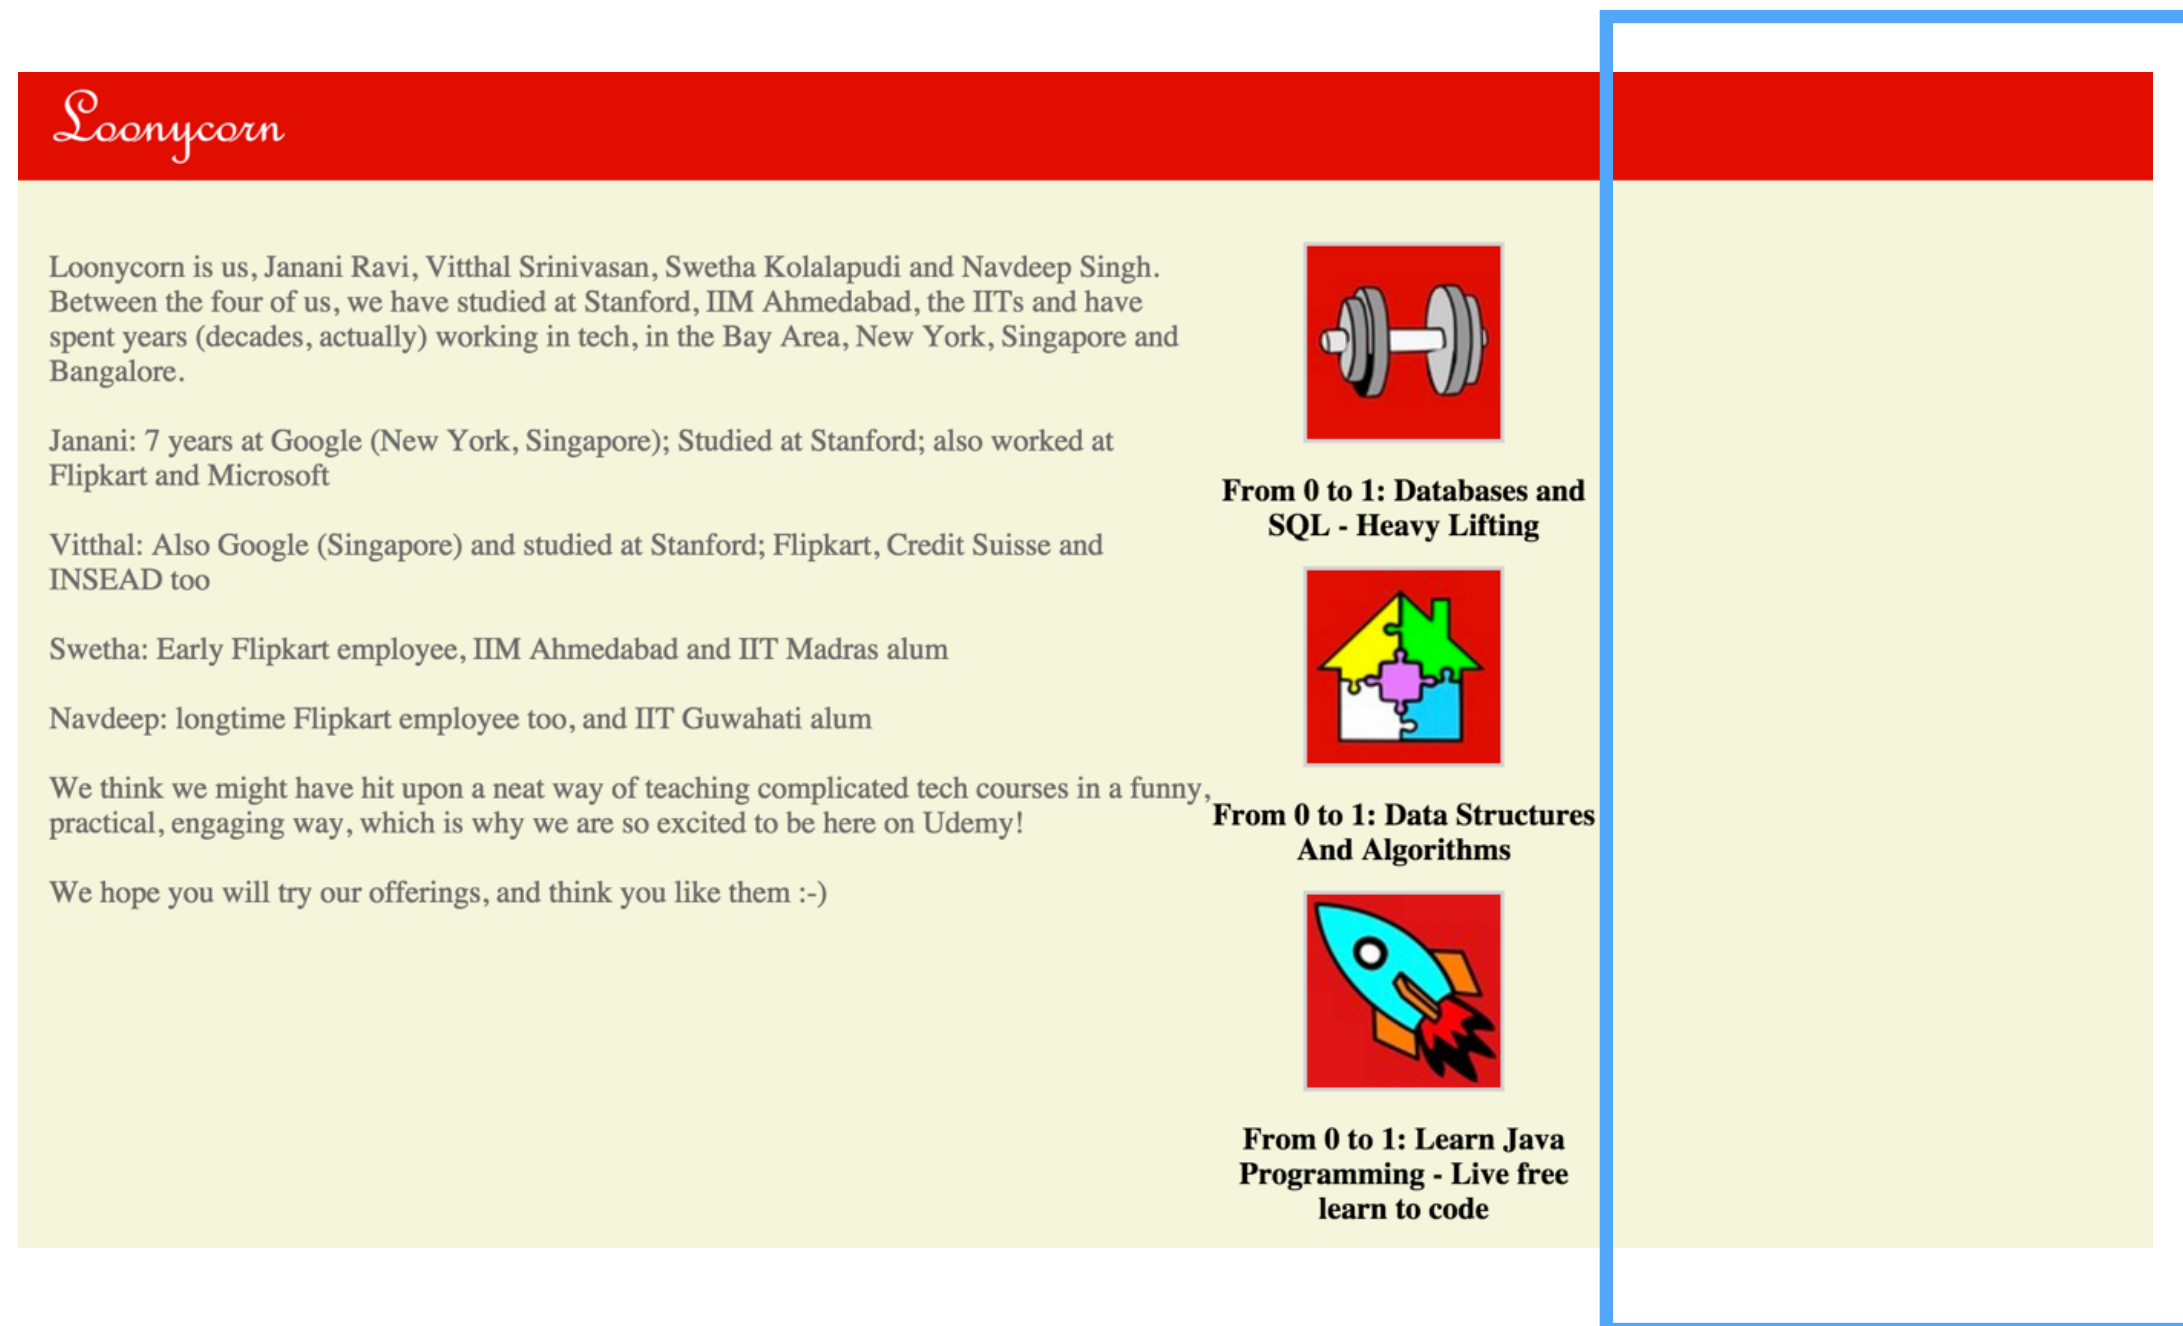 Loonycorn
Loonycorn is us, Janani Ravi, Vitthal Srinivasan, Swetha Kolalapudi and Navdeep Singh.
Between the four of us, we have studied at Stanford, IIM Ahmedabad, the IITs and have
spent years (decades, actually) working in tech, in the Bay Area, New York, Singapore and
Bangalore.
Janani: 7 years at Google (New York, Singapore); Studied at Stanford; also worked at
Flipkart and Microsoft
Vitthal: Also Google (Singapore) and studied at Stanford; Flipkart, Credit Suisse and
INSEAD too
Swetha: Early Flipkart employee, IIM Ahmedabad and IIT Madras alum
Navdeep: longtime Flipkart employee too, and IIT Guwahati alum
We think we might have hit upon a neat way of teaching complicated tech courses in a funny,
practical, engaging way, which is why we are so excited to be here on Udemy!
We hope you will try our offerings, and think you like them :-)
From 0 to 1: Databases and
SQL - Heavy Lifting
From 0 to 1: Data Structures
And Algorithms
From 0 to 1: Learn Java
Programming - Live free
learn to code